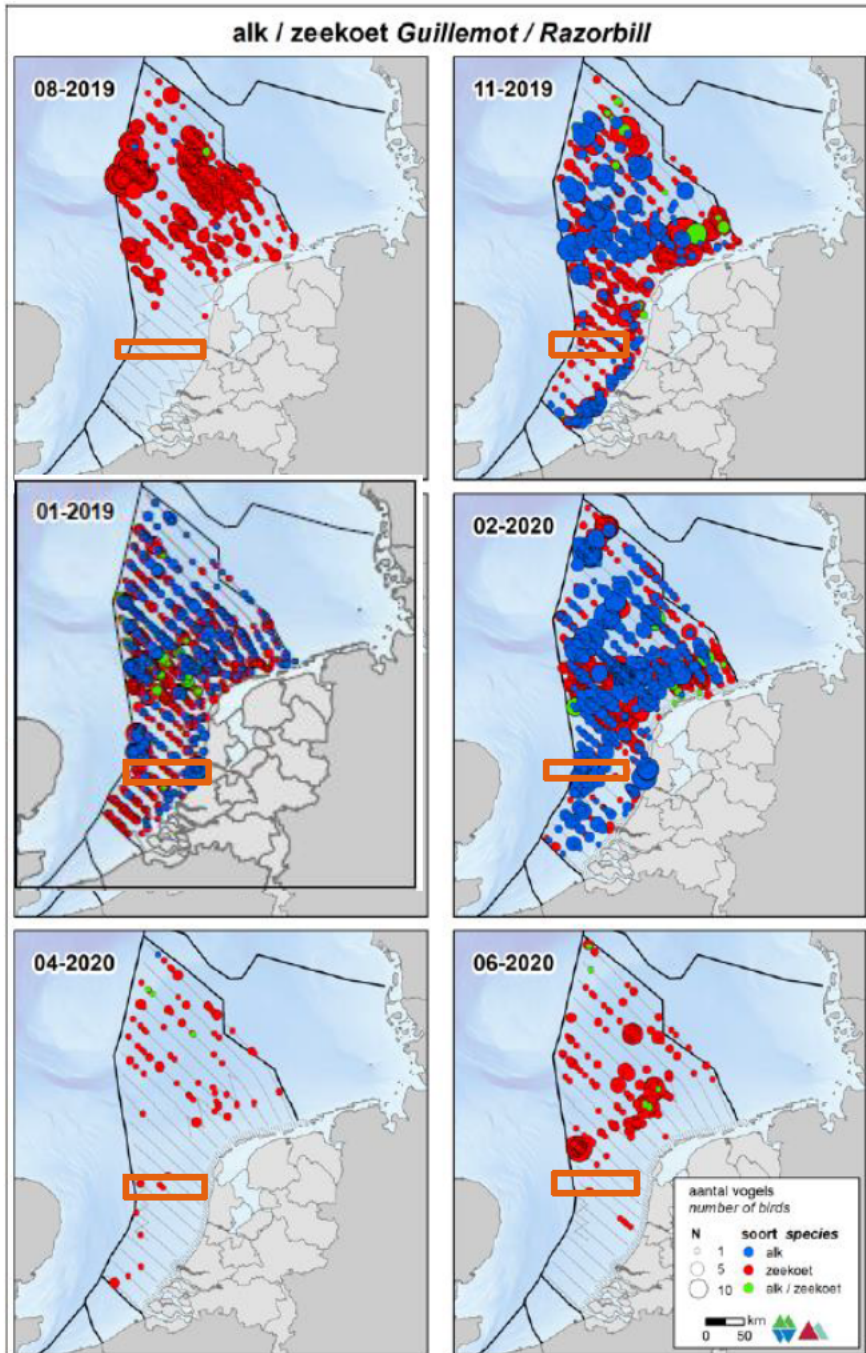 alk / zeekoet Guillemot / Razorbill
08-2019
11-2019
01-2019
02-2020
04-2020
06-2020
aantal vogels
number of birds
N soort species
1 alk
5 zeekoet
10 alk / zeekoet
km
0 50